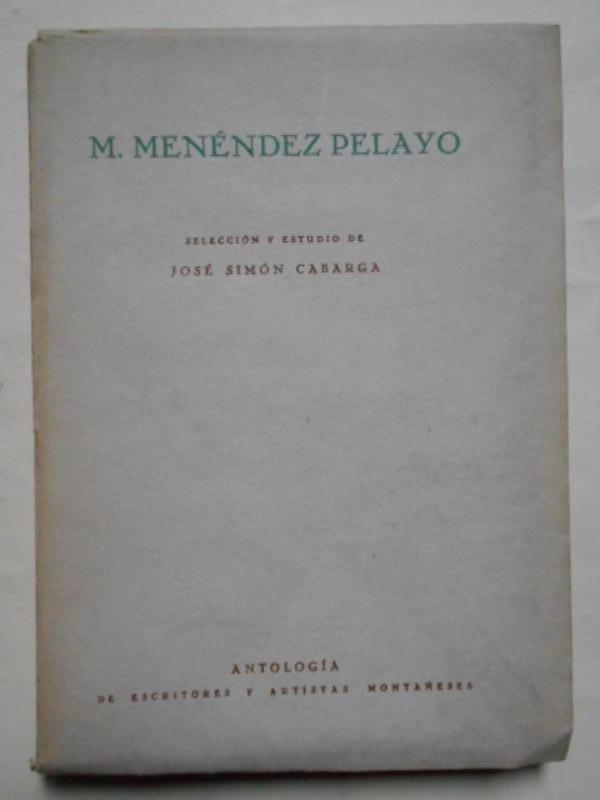 M. MENÉNDEZ PELAYO
SELECCIÓN Y ESTUDIO DE
JOSÉ SIMÓN CABARGA
ANTOLOGÍA
DE ESCRITORES Y ARTISTAS MONTAÑESES